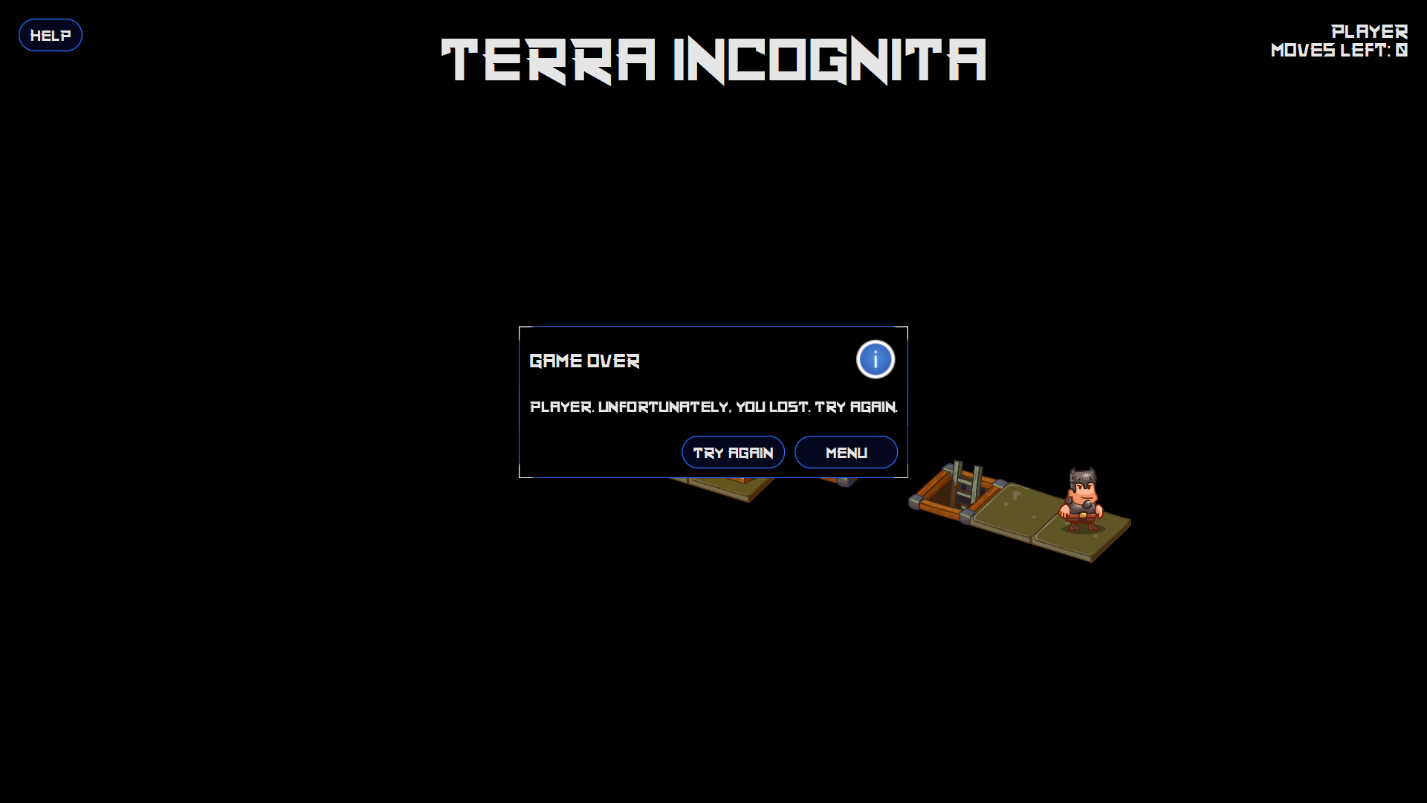 HELP
TERRA INCOGNITA
PLAYER
MOVES LEFT: 0
GAME OVER
i
PLAYER. UNFORTUNATELY, YOU LOST. TRY AGAIN.
TRY AGAIN
MENU